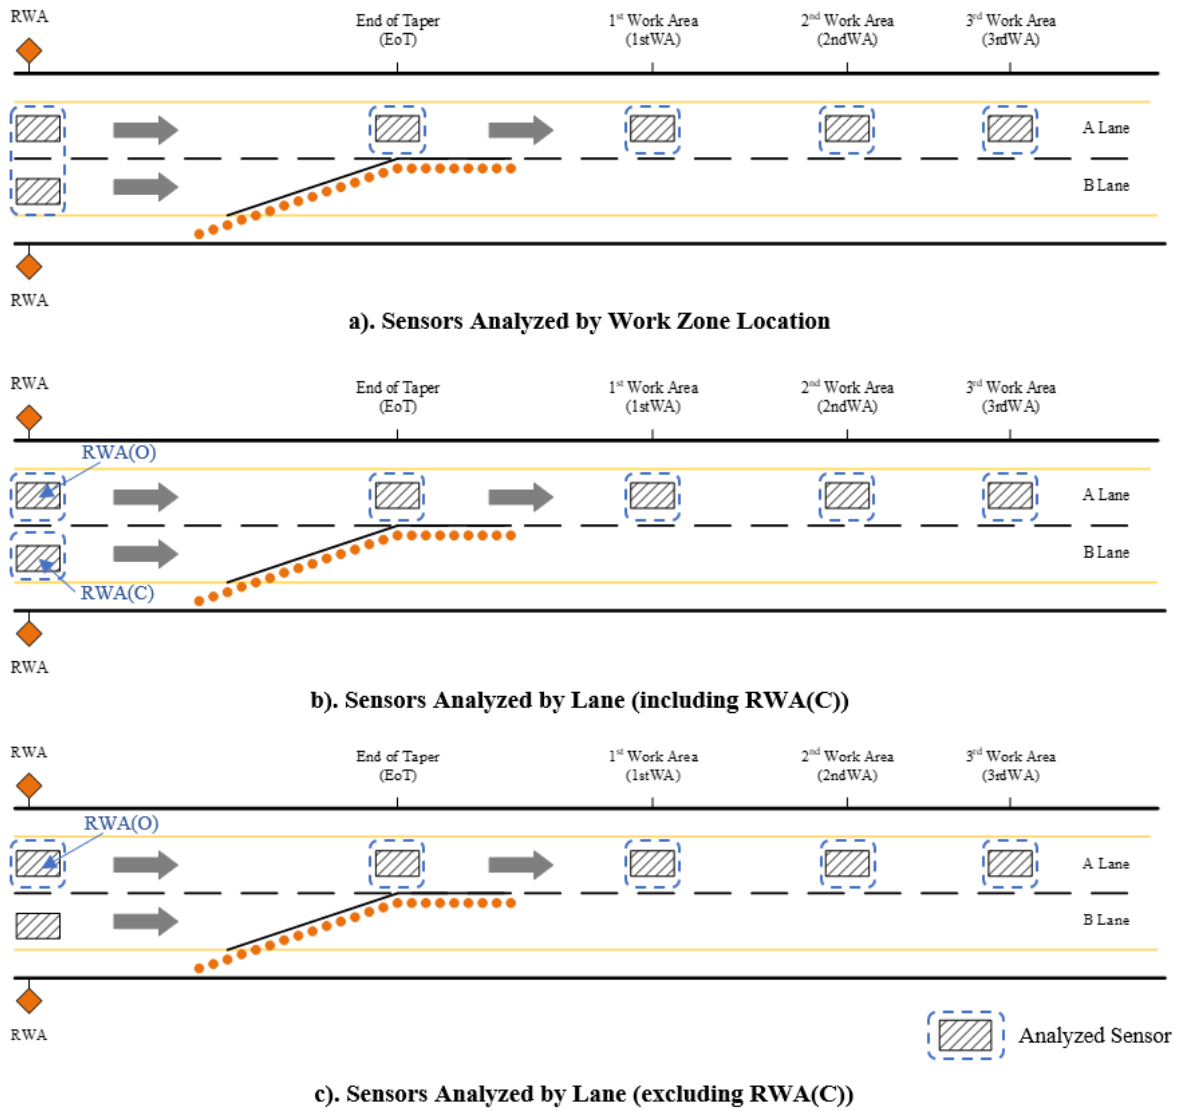 RWA
End of Taper
(EoT)
1st Work Area
(1stWA)
2nd Work Area
(2ndWA)
3rd Work Area
(3rdWA)
A Lane
B Lane
RWA
a). Sensors Analyzed by Work Zone Location
RWA
End of Taper
(EoT)
1st Work Area
(1stWA)
2nd Work Area
(2ndWA)
3rd Work Area
(3rdWA)
RWA(O)
A Lane
B Lane
RWA(C)
RWA
b). Sensors Analyzed by Lane (including RWA(C))
RWA
End of Taper
(EoT)
1st Work Area
(1stWA)
2nd Work Area
(2ndWA)
3rd Work Area
(3rdWA)
RWA(O)
A Lane
B Lane
RWA
Analyzed Sensor
c). Sensors Analyzed by Lane (excluding RWA(C))